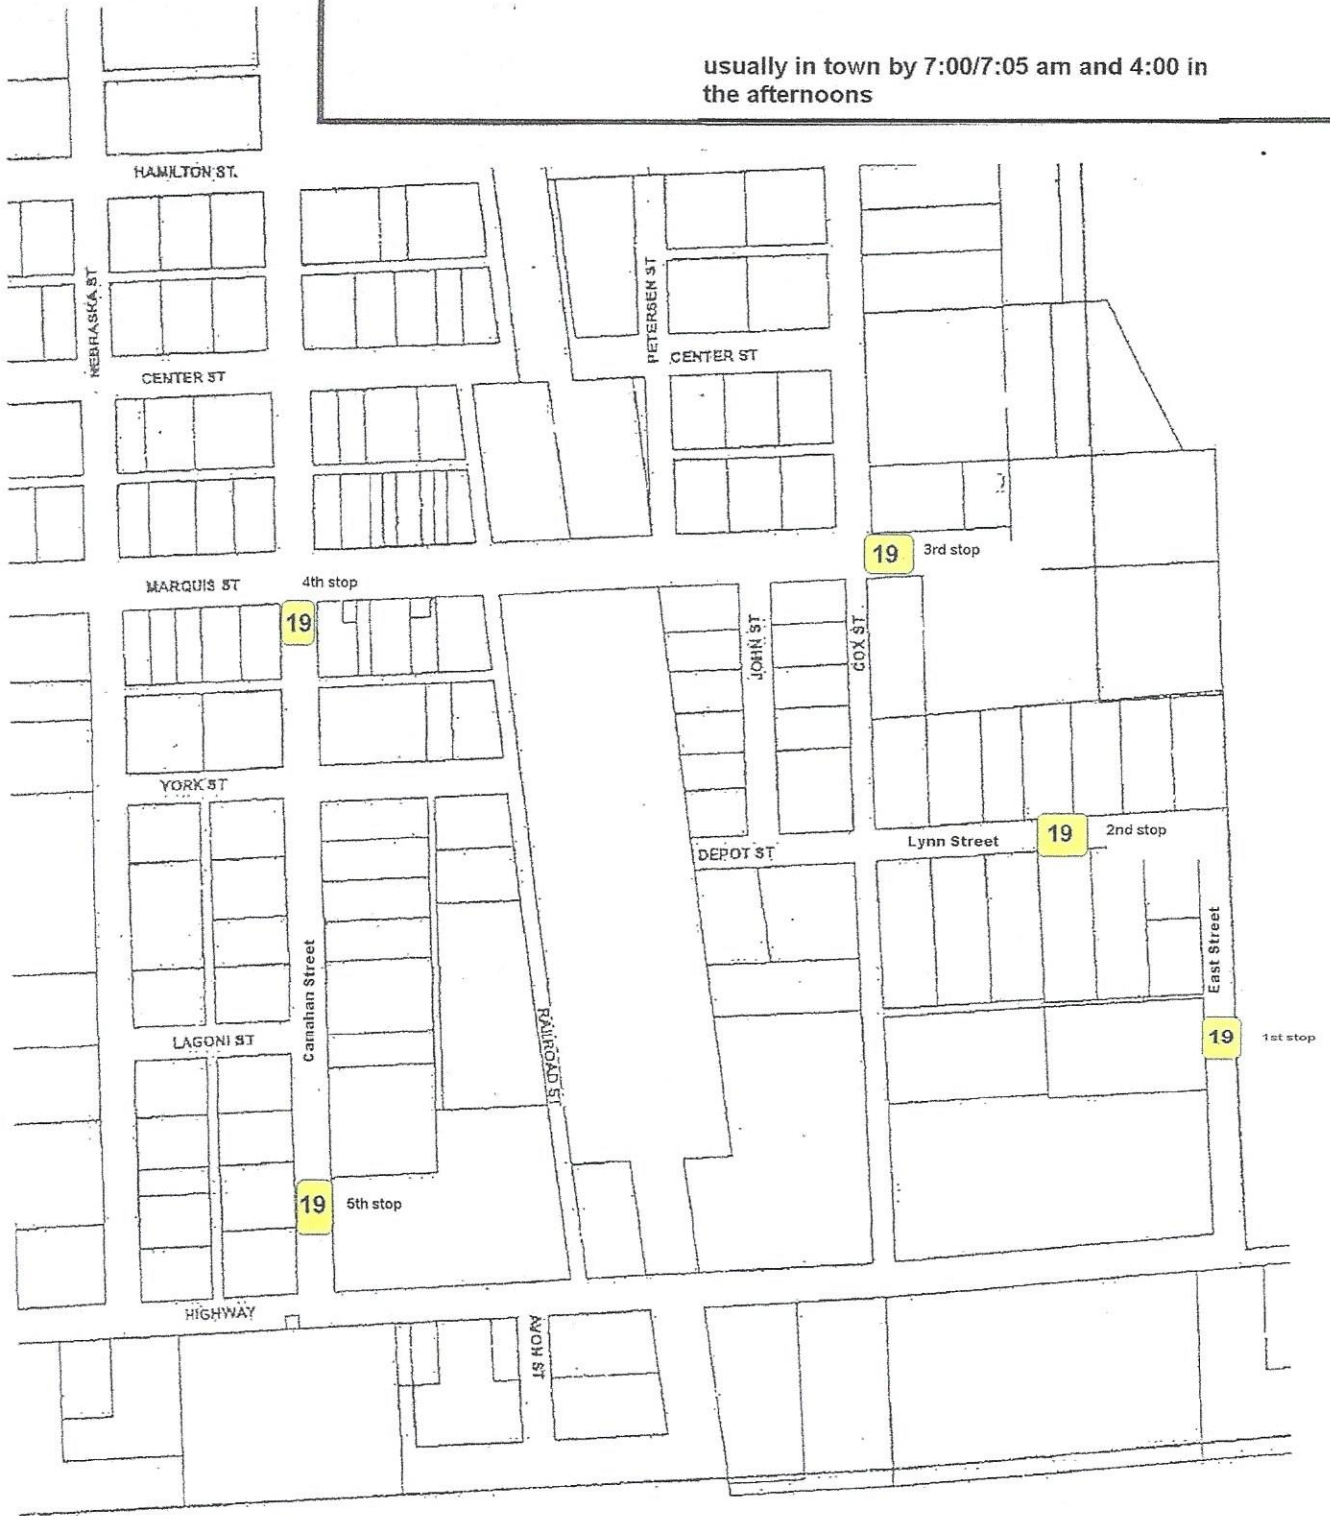 usually in town by 7:00/7:05 am and 4:00 in
the afternoons
HAMILTON ST.
NEBRASKA ST
PETERSEN ST
CENTER ST
CENTER ST
19
3rd stop
MARQUIS ST
4th stop
19
JOHN ST
COX ST
YORK ST
19
2nd stop
Lynn Street
DEPOT ST
East Street
Carnahan Street
RAILROAD ST
LAGONI ST
19
1st stop
19
5th stop
HIGHWAY
AVON ST